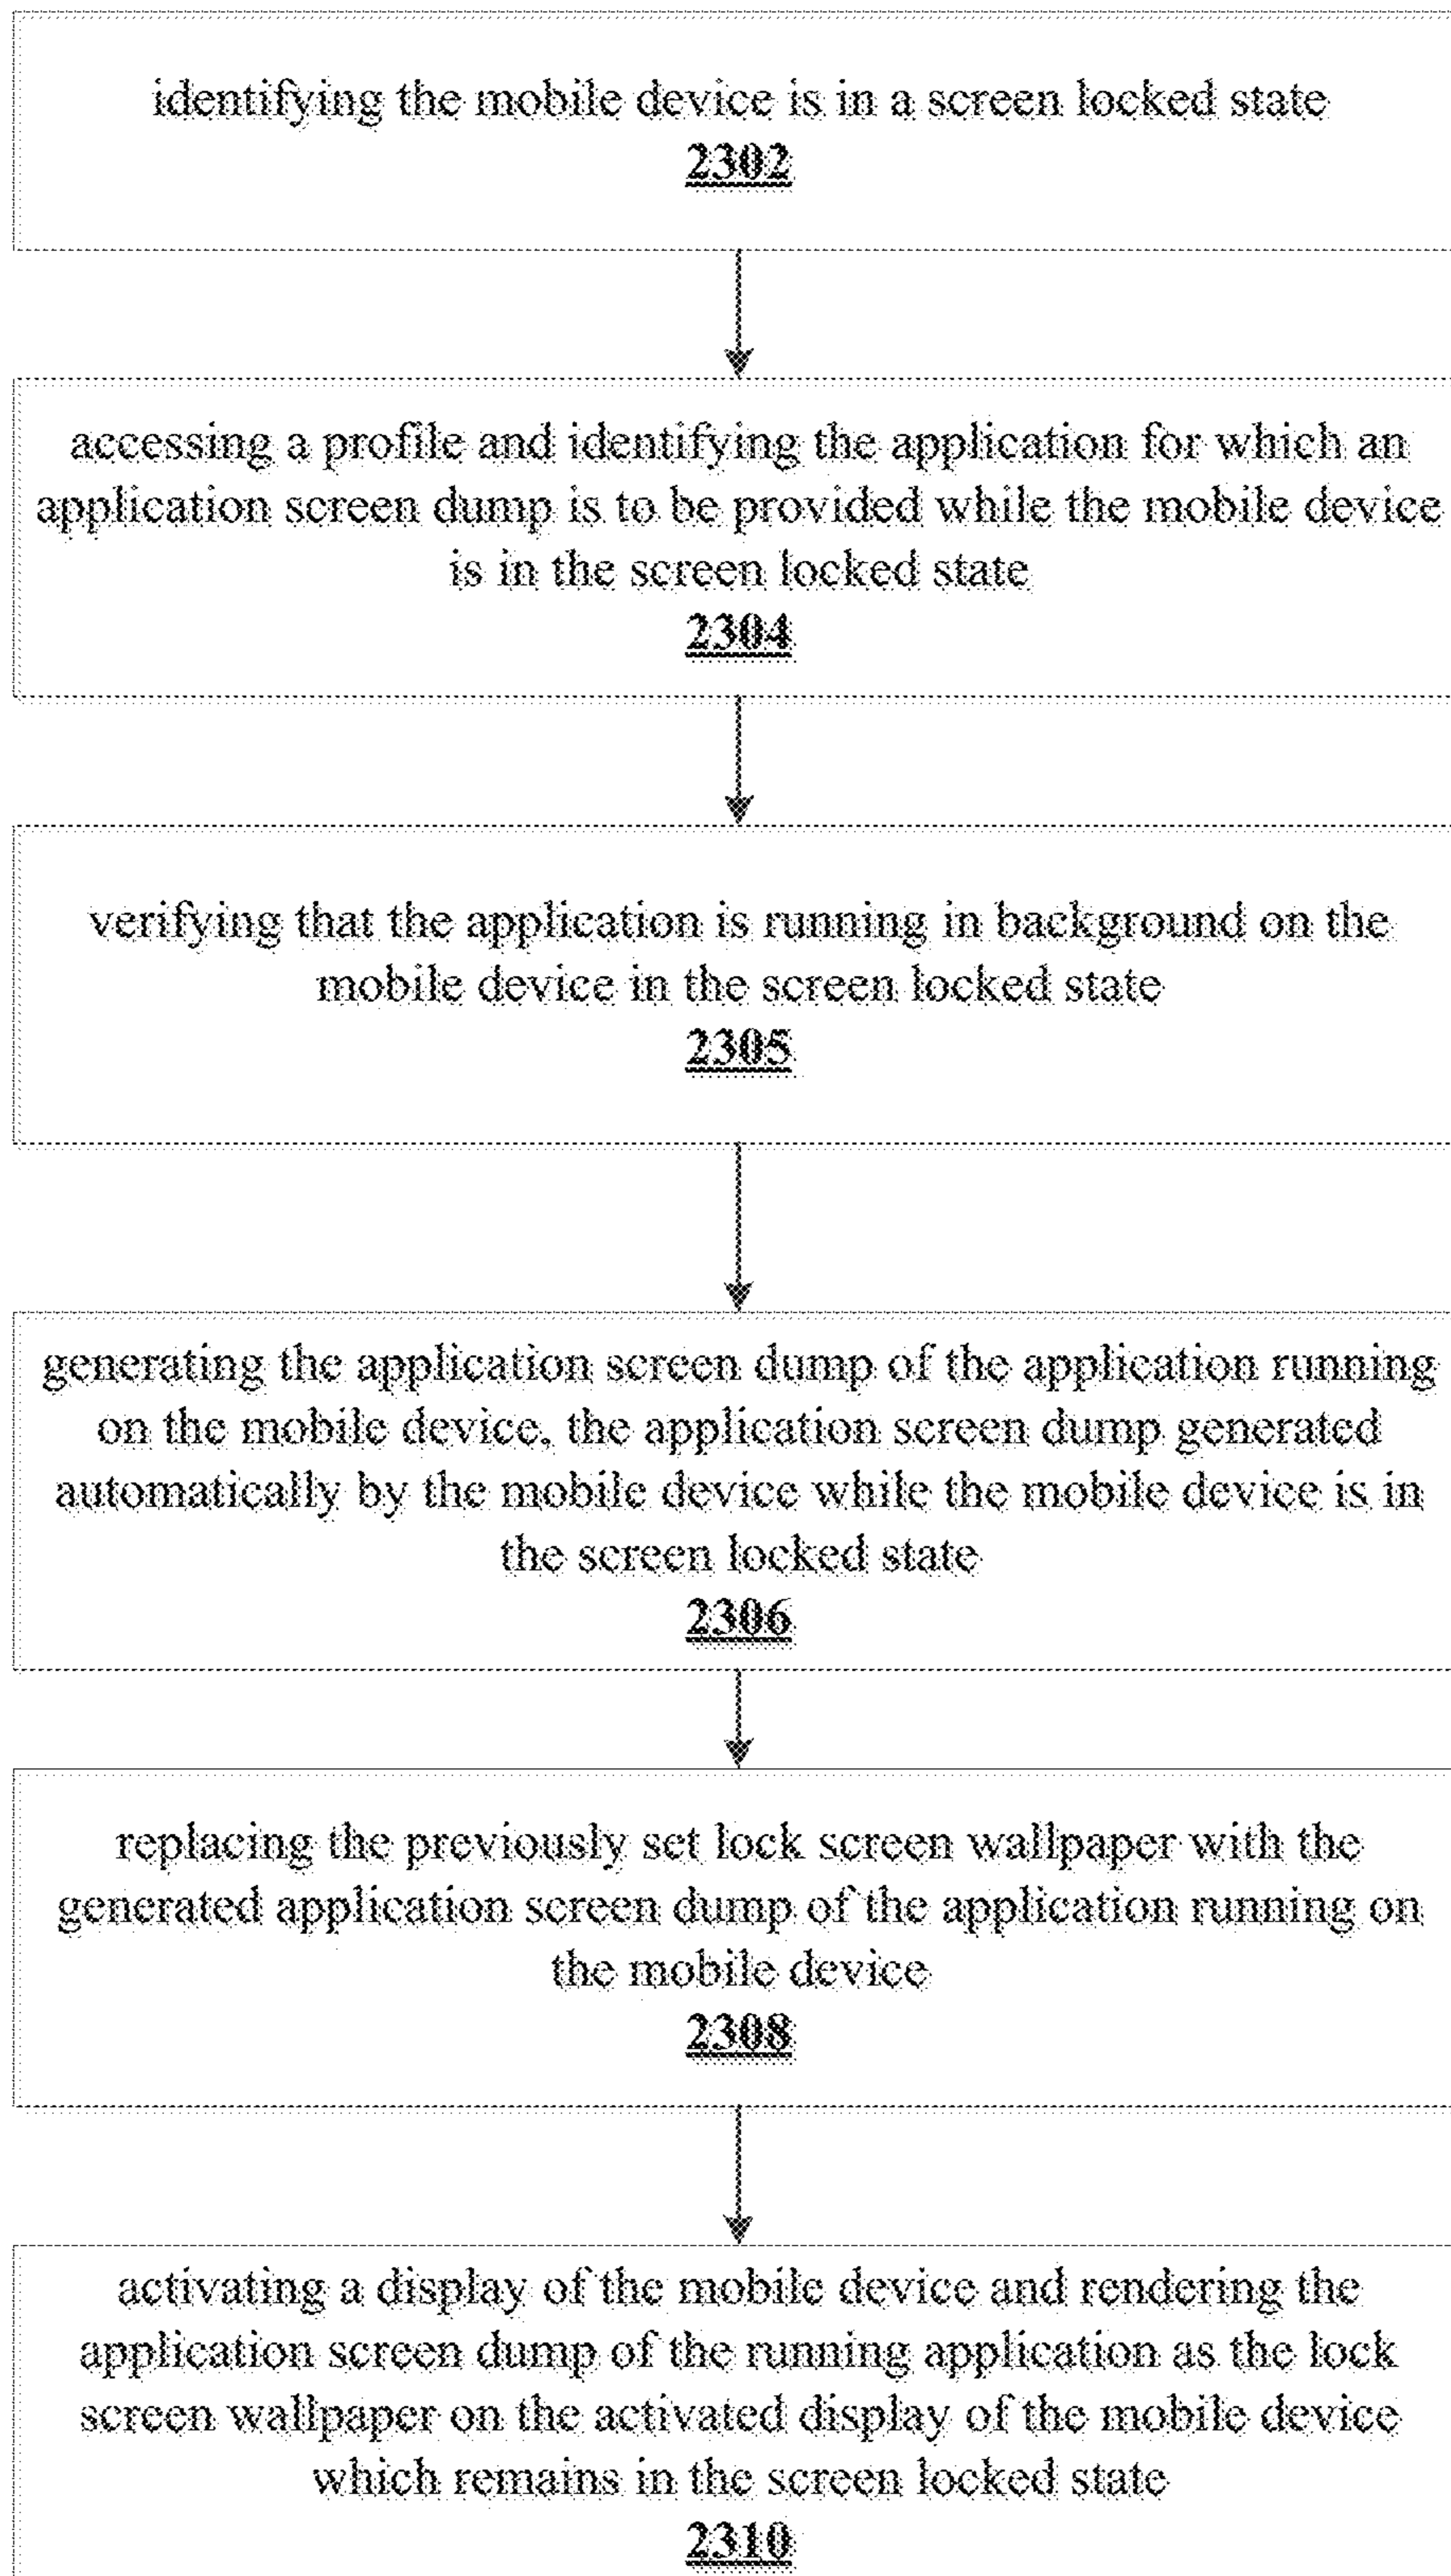 identifying the mobile device is in a screen locked state
2302
accessing a profile and identifying the application for which an
application screen dump is to be provided while the mobile device
is in the screen locked state
2304
verifying that the application is running in background on the
mobile device in the screen locked state
2305
generating the application screen dump of the application running
on the mobile device, the application screen dump generated
automatically by the mobile device while the mobile device is in
the screen locked state
2306
replacing the previously set lock screen wallpaper with the
generated application screen dump of the application running on
the mobile device
2308
activating a display of the mobile device and rendering the
application screen dump of the running application as the lock
screen wallpaper on the activated display of the mobile device
which remains in the screen locked state
2310